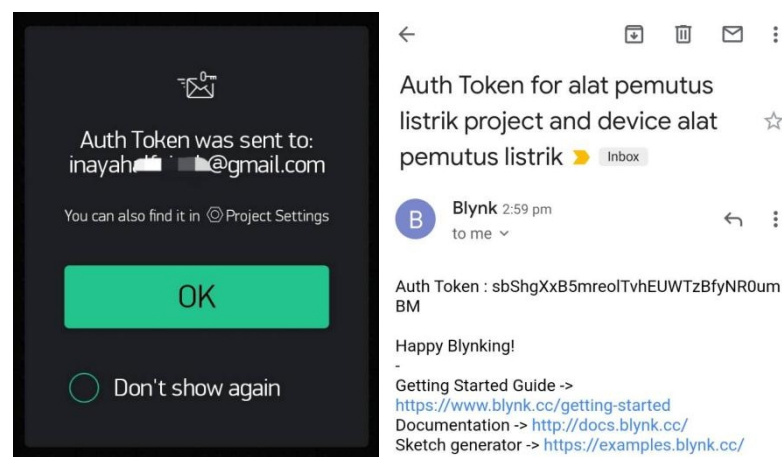 Auth Token was sent to:
inayah @gmail.com
You can also find it in Project Settings
OK
Don't show again
Auth Token for alat pemutus
listrik project and device alat
pemutus listrik Inbox
B
Blynk 2:59 pm
to me
Auth Token : sbShgXxB5mreolTvhEUWTzBfyNR0um
BM
Happy Blynking!
-
Getting Started Guide ->
https://www.blynk.cc/getting-started
Documentation -> http://docs.blynk.cc/
Sketch generator -> https://examples.blynk.cc/